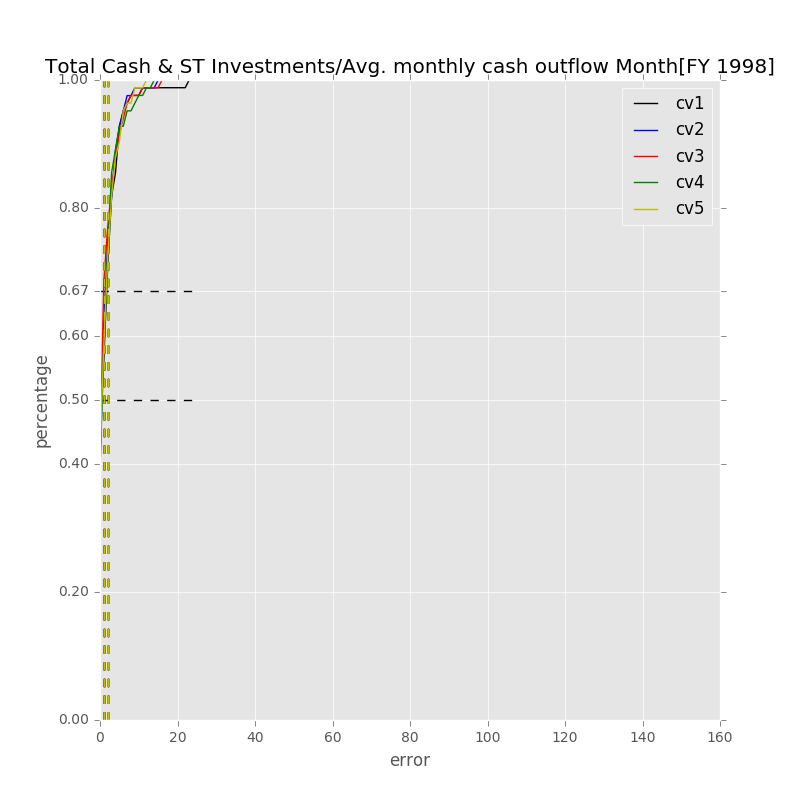 Total Cash & ST Investments/Avg. monthly cash outflow Month[FY 1998]
1.00
0.80
0.67
0.60
0.50
0.40
0.20
0.00
percentage
cv1
cv2
cv3
cv4
cv5
0 20 40 60 80 100 120 140 160
error